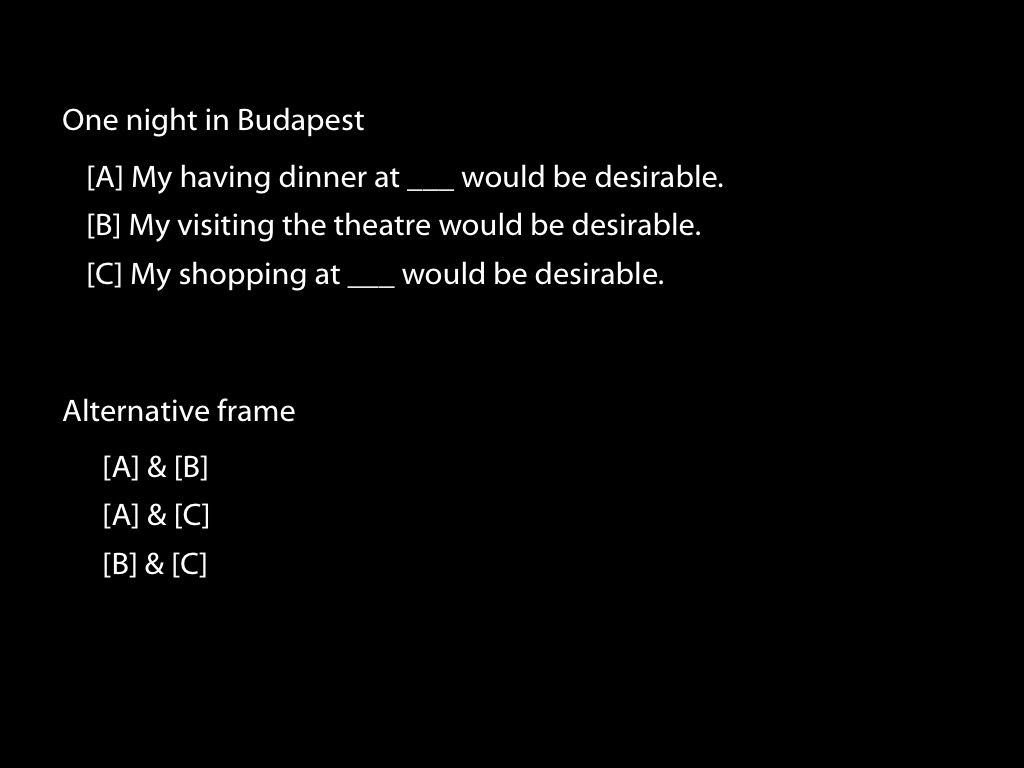 One night in Budapest
[A] My having dinner at ___ would be desirable.
[B] My visiting the theatre would be desirable.
[C] My shopping at ___ would be desirable.
Alternative frame
[A] & [B]
[A] & [C]
[B] & [C]